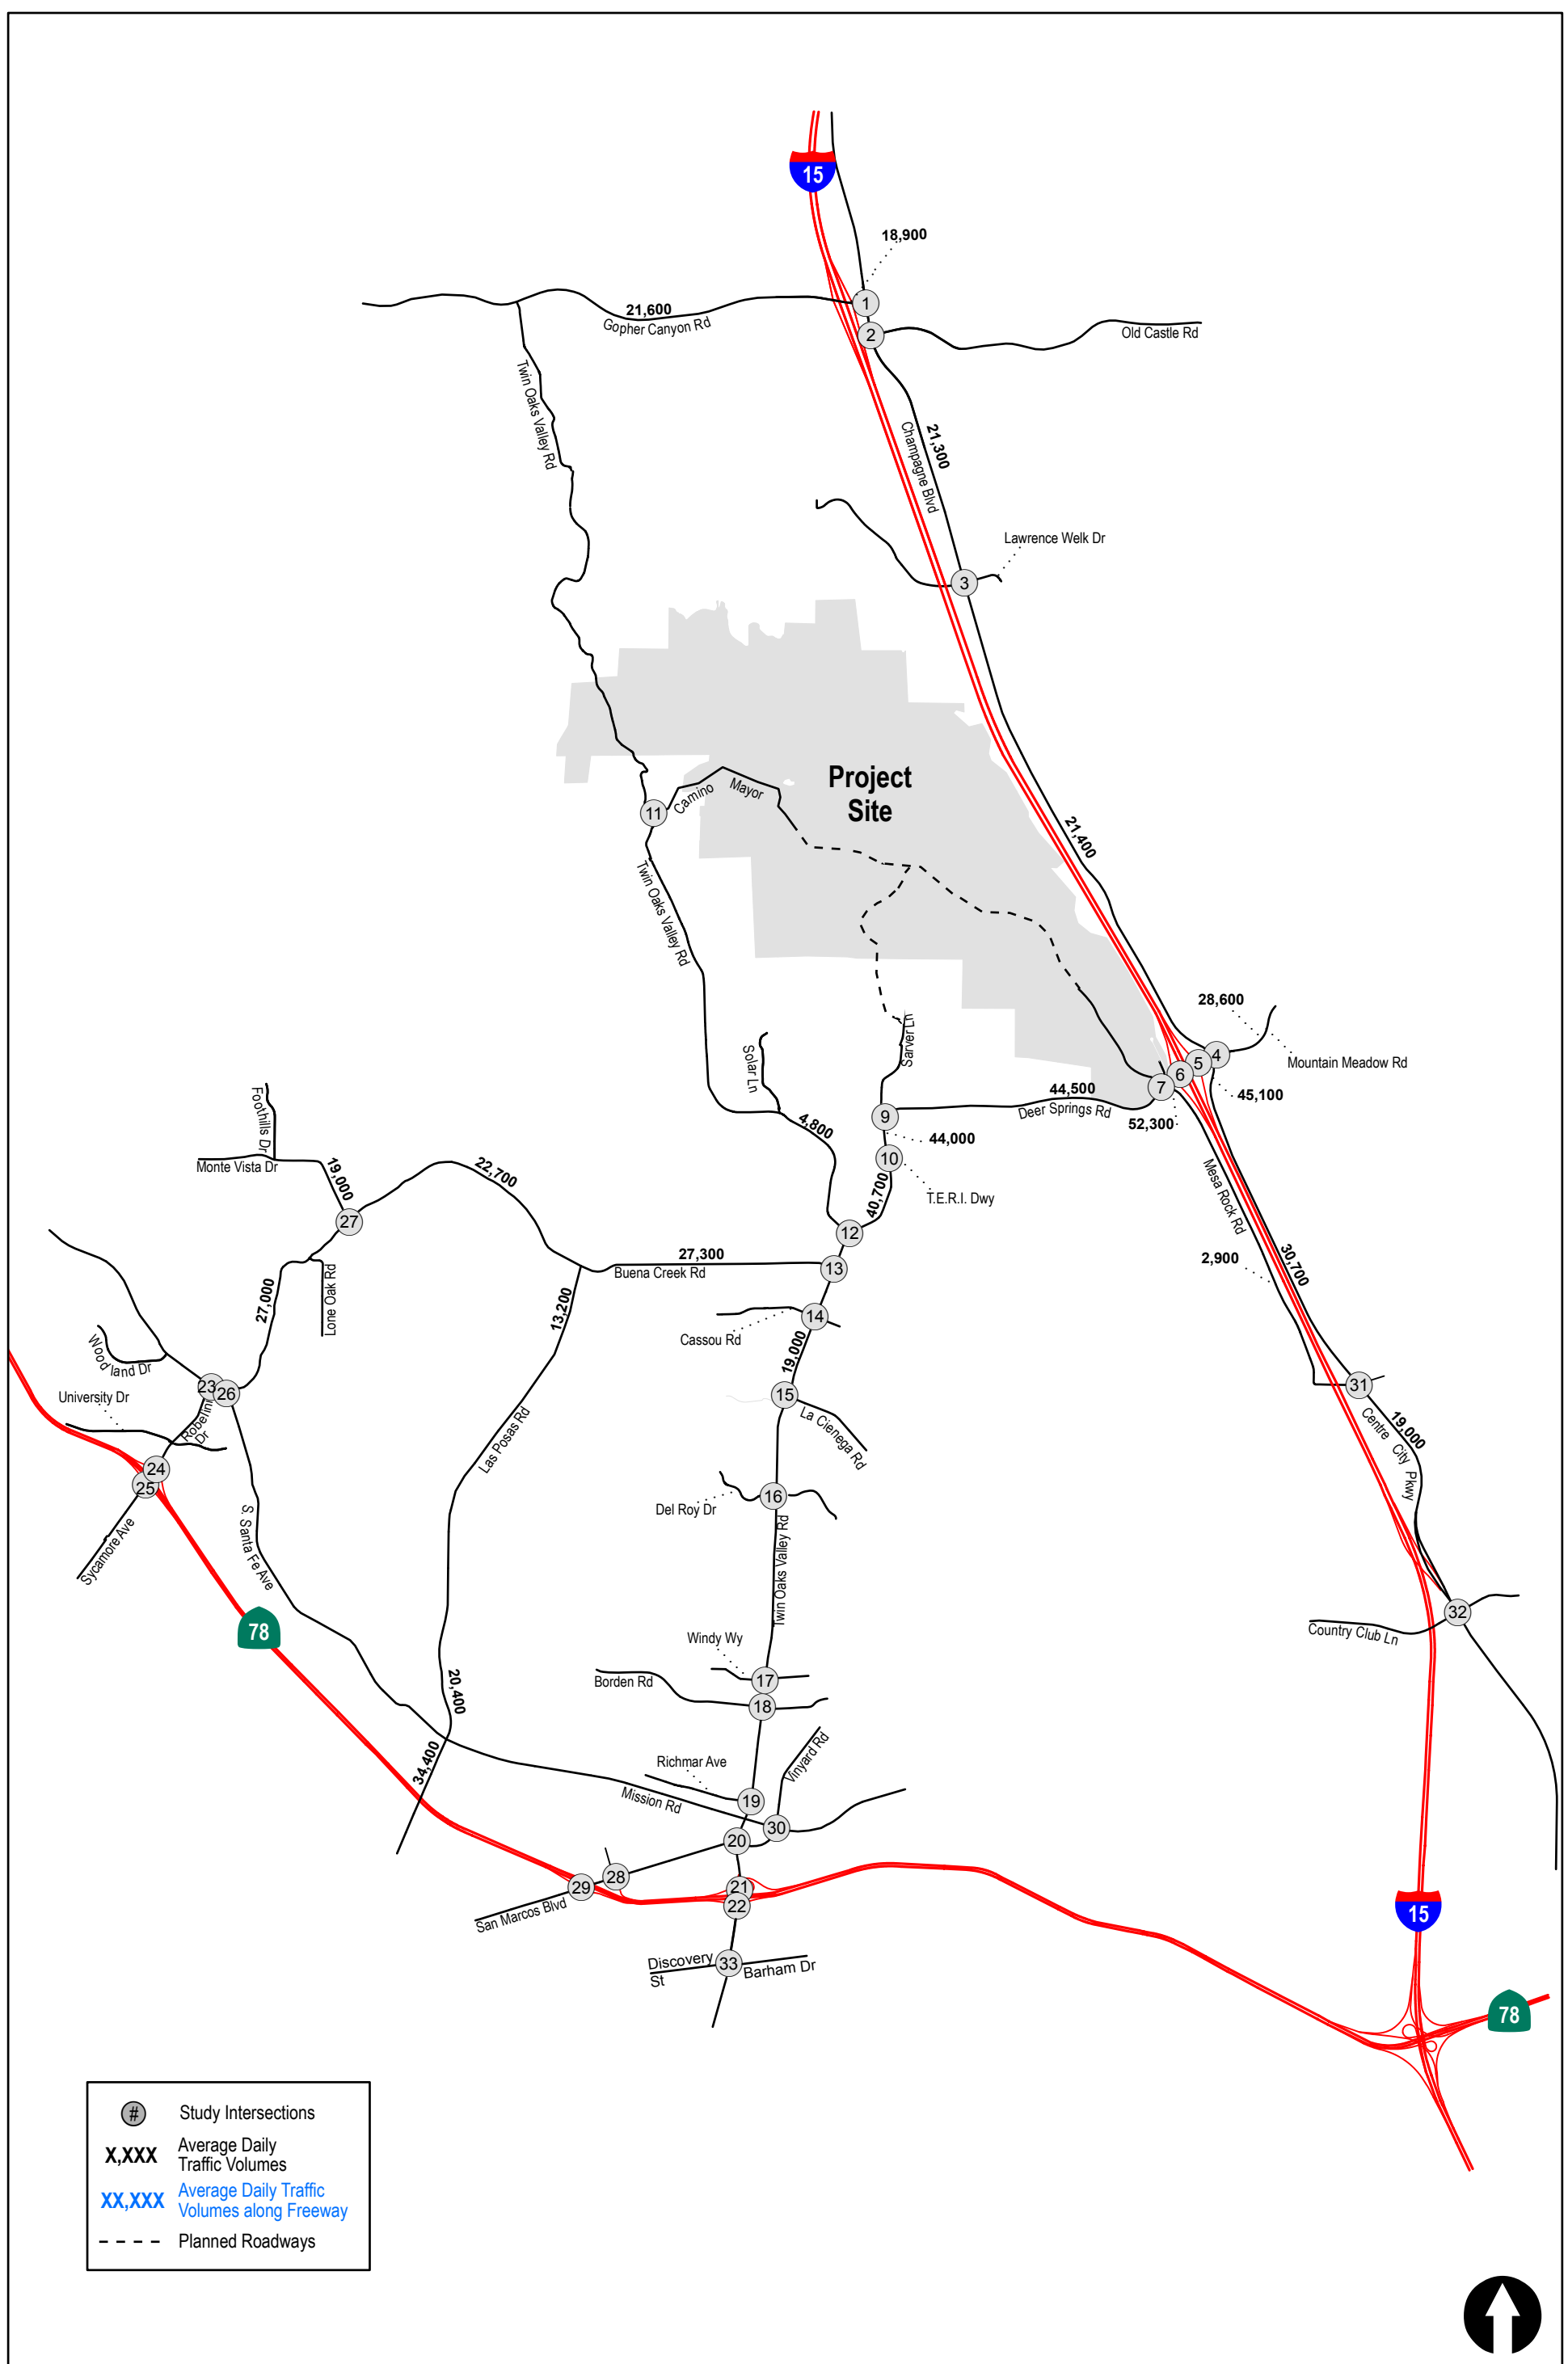 15
18,900
1
21,600
Gopher Canyon Rd
2
Old Castle Rd
Twin Oaks Valley Rd
21,300
Champagne Blvd
Lawrence Welk Dr
3
Project
Site
Camino Mayor
11
21,400
Twin Oaks Valley Rd
28,600
Sarver Ln
Solar Ln
4
5
6
7
Mountain Meadow Rd
44,500
45,100
Deer Springs Rd
52,300
Foothills Dr
9
4,800
44,000
10
Monte Vista Dr
19,000
22,700
T.E.R.I. Dwy
40,700
Mesa Rock Rd
27
12
27,300
Buena Creek Rd
13
2,900
30,700
27,000
Lone Oak Rd
13,200
14
Cassou Rd
19,000
Woodland Dr
23
26
15
31
University Dr
Robelini
Dr
La Cienega Rd
Las Posas Rd
Centre City Pkwy
19,000
24
25
16
Del Roy Dr
Sycamore Ave
S. Santa Fe Ave
Twin Oaks Valley Rd
78
32
Country Club Ln
Windy Wy
17
Borden Rd
20,400
18
34,400
Richmar Ave
Vinyard Rd
Mission Rd
19
30
20
28
29
21
22
San Marcos Blvd
15
Discovery
St
33
Barham Dr
78
# Study Intersections
X,XXX Average Daily
Traffic Volumes
XX,XXX Average Daily Traffic
Volumes along Freeway
Planned Roadways